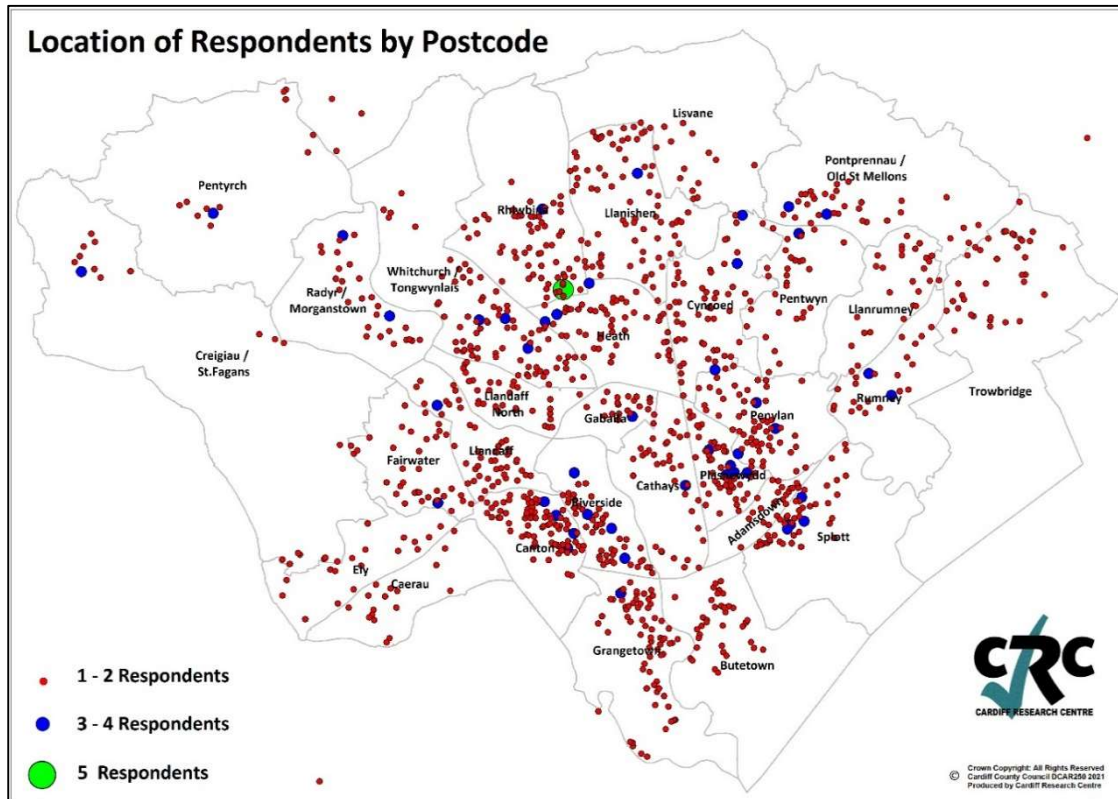 Location of Respondents by Postcode
Lisvane
Pontprennau /
Old St Mellons
Pentyrch
Rhiwbina
Llanishen
Whitchurch /
Tongwynlais
Radyr /
Morganstown
Cyncoed
Pentwyn
Llanrumney
Heath
Creigiau /
St.Fagans
Trowbridge
Llandaff
North
Rumney
Gabalfa
Penylan
Llandaff
Fairwater
Plasnewydd
Cathays
Riverside
Adamsdown
Splott
Canton
Ely
Caerau
Grangetown
Butetown
1 - 2 Respondents
3 - 4 Respondents
5 Respondents
CRC
CARDIFF RESEARCH CENTRE
© Crown Copyright: All Rights Reserved
Cardiff County Council DCAR250 2021
Produced by Cardiff Research Centre